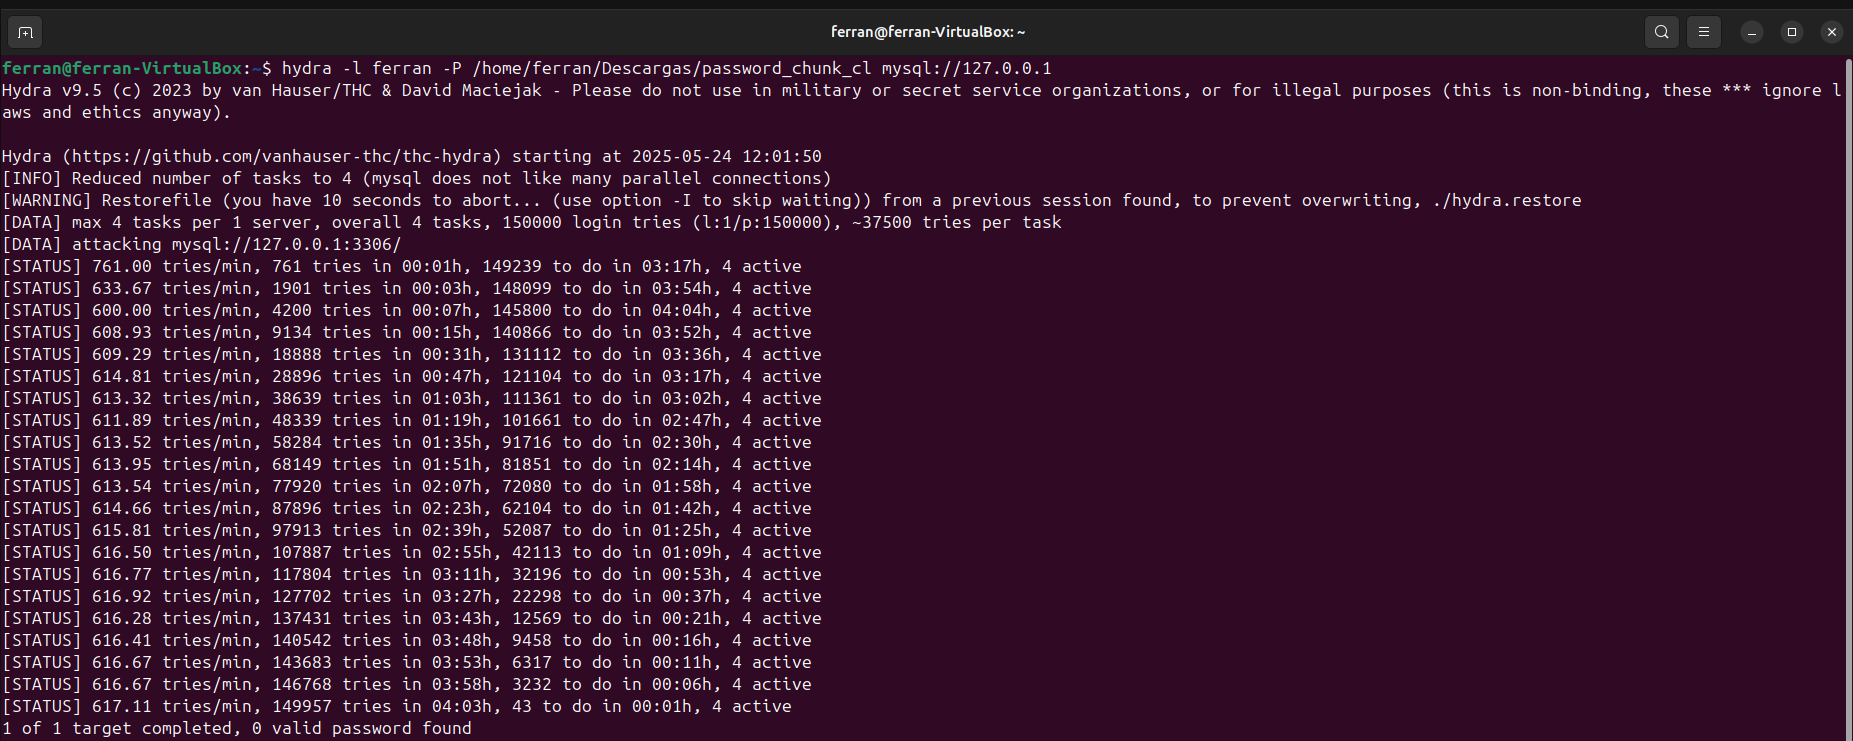 ferran@ferran-VirtualBox: ~
ferran@ferran-VirtualBox:~$ hydra -l ferran -P /home/ferran/Descargas/password_chunk_cl mysql://127.0.0.1
Hydra v9.5 (c) 2023 by van Hauser/THC & David Maciejak - Please do not use in military or secret service organizations, or for illegal purposes (this is non-binding, these *** ignore l
aws and ethics anyway).
Hydra (https://github.com/vanhauser-thc/thc-hydra) starting at 2025-05-24 12:01:50
[INFO] Reduced number of tasks to 4 (mysql does not like many parallel connections)
[WARNING] Restorefile (you have 10 seconds to abort... (use option -I to skip waiting)) from a previous session found, to prevent overwriting, ./hydra.restore
[DATA] max 4 tasks per 1 server, overall 4 tasks, 150000 login tries (l:1/p:150000), ~37500 tries per task
[DATA] attacking mysql://127.0.0.1:3306/
[STATUS] 761.00 tries/min, 761 tries in 00:01h, 149239 to do in 03:17h, 4 active
[STATUS] 633.67 tries/min, 1901 tries in 00:03h, 148099 to do in 03:54h, 4 active
[STATUS] 600.00 tries/min, 4200 tries in 00:07h, 145800 to do in 04:04h, 4 active
[STATUS] 608.93 tries/min, 9134 tries in 00:15h, 140866 to do in 03:52h, 4 active
[STATUS] 609.29 tries/min, 18888 tries in 00:31h, 131112 to do in 03:36h, 4 active
[STATUS] 614.81 tries/min, 28896 tries in 00:47h, 121104 to do in 03:17h, 4 active
[STATUS] 613.32 tries/min, 38639 tries in 01:03h, 111361 to do in 03:02h, 4 active
[STATUS] 611.89 tries/min, 48339 tries in 01:19h, 101661 to do in 02:47h, 4 active
[STATUS] 613.52 tries/min, 58284 tries in 01:35h, 91716 to do in 02:30h, 4 active
[STATUS] 613.95 tries/min, 68149 tries in 01:51h, 81851 to do in 02:14h, 4 active
[STATUS] 613.54 tries/min, 77920 tries in 02:07h, 72080 to do in 01:58h, 4 active
[STATUS] 614.66 tries/min, 87896 tries in 02:23h, 62104 to do in 01:42h, 4 active
[STATUS] 615.81 tries/min, 97913 tries in 02:39h, 52087 to do in 01:25h, 4 active
[STATUS] 616.50 tries/min, 107887 tries in 02:55h, 42113 to do in 01:09h, 4 active
[STATUS] 616.77 tries/min, 117804 tries in 03:11h, 32196 to do in 00:53h, 4 active
[STATUS] 616.92 tries/min, 127702 tries in 03:27h, 22298 to do in 00:37h, 4 active
[STATUS] 616.28 tries/min, 137431 tries in 03:43h, 12569 to do in 00:21h, 4 active
[STATUS] 616.41 tries/min, 140542 tries in 03:48h, 9458 to do in 00:16h, 4 active
[STATUS] 616.67 tries/min, 143683 tries in 03:53h, 6317 to do in 00:11h, 4 active
[STATUS] 616.67 tries/min, 146768 tries in 03:58h, 3232 to do in 00:06h, 4 active
[STATUS] 617.11 tries/min, 149957 tries in 04:03h, 43 to do in 00:01h, 4 active
1 of 1 target completed, 0 valid password found